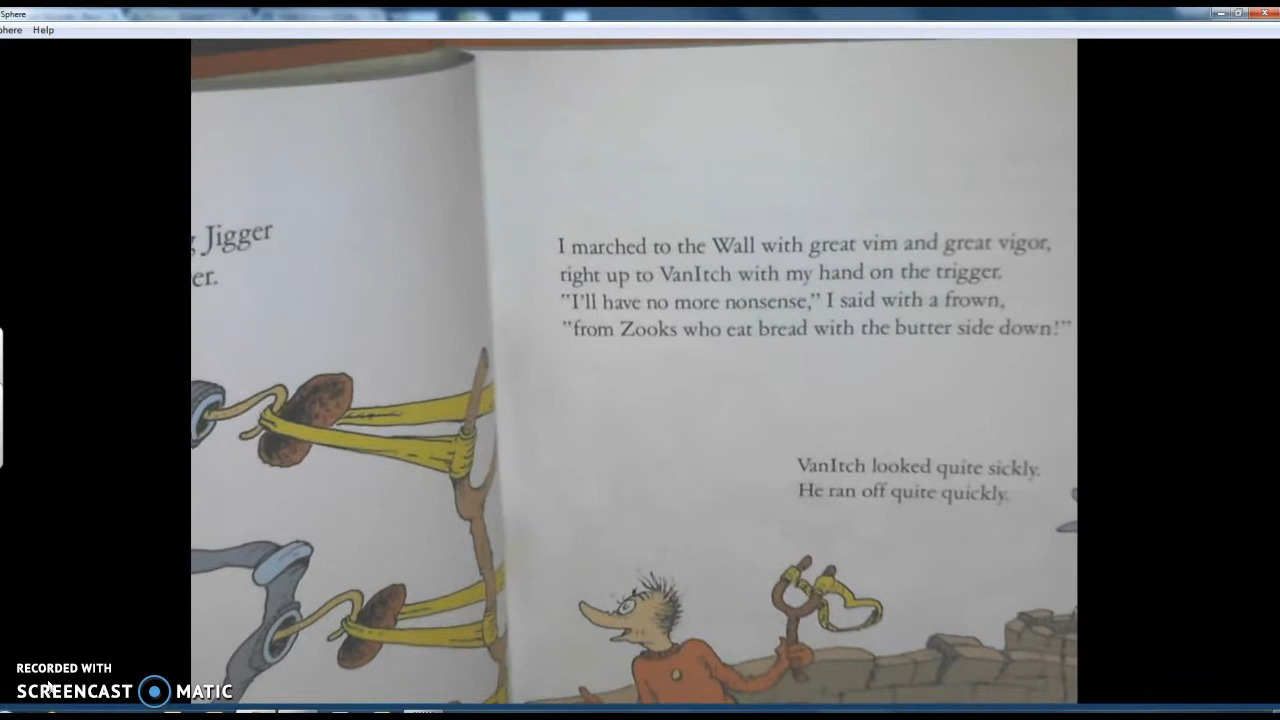 Sphere
phere Help
Jigger
er.
I marched to the Wall with great vim and great vigor,
right up to VanItch with my hand on the trigger.
"I'll have no more nonsense," I said with a frown,
"from Zooks who eat bread with the butter side down!"
VanItch looked quite sickly.
He ran off quite quickly.
RECORDED WITH
SCREENCAST MATIC